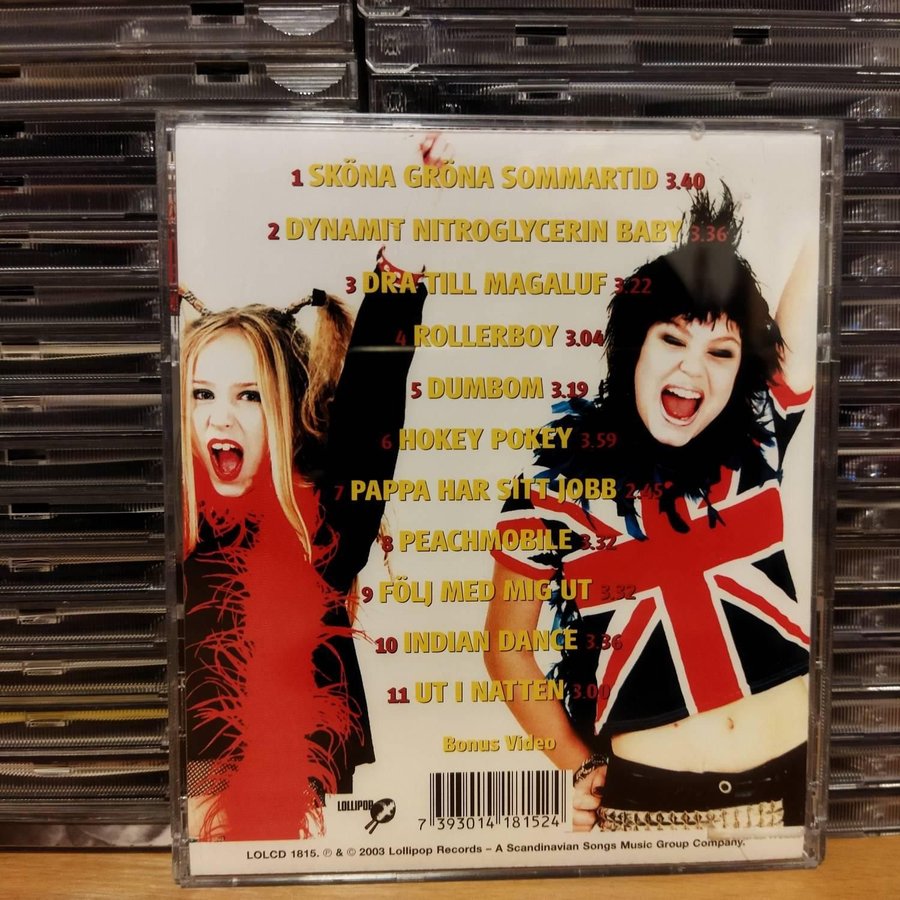 1 SKÖNA GRÖNA SOMMARTID 3.40
2 DYNAMIT NITROGLYCERIN BABY 3.36
3 DRA TILL MAGALUF 3.22
4 ROLLERBOY 3.04
5 DUMBOM 3.19
6 HOKEY POKEY 3.59
7 PAPPA HAR SITT JOBB 2.45
8 PEACHMOBILE 3.32
9 FÖLJ MED MIG UT 3.32
10 INDIAN DANCE 3.36
11 UT I NATTEN 3.00
Bonus Video
LOLLIPOP
7 393014 181524
LOLCD 1815. ℗ & © 2003 Lollipop Records – A Scandinavian Songs Music Group Company.